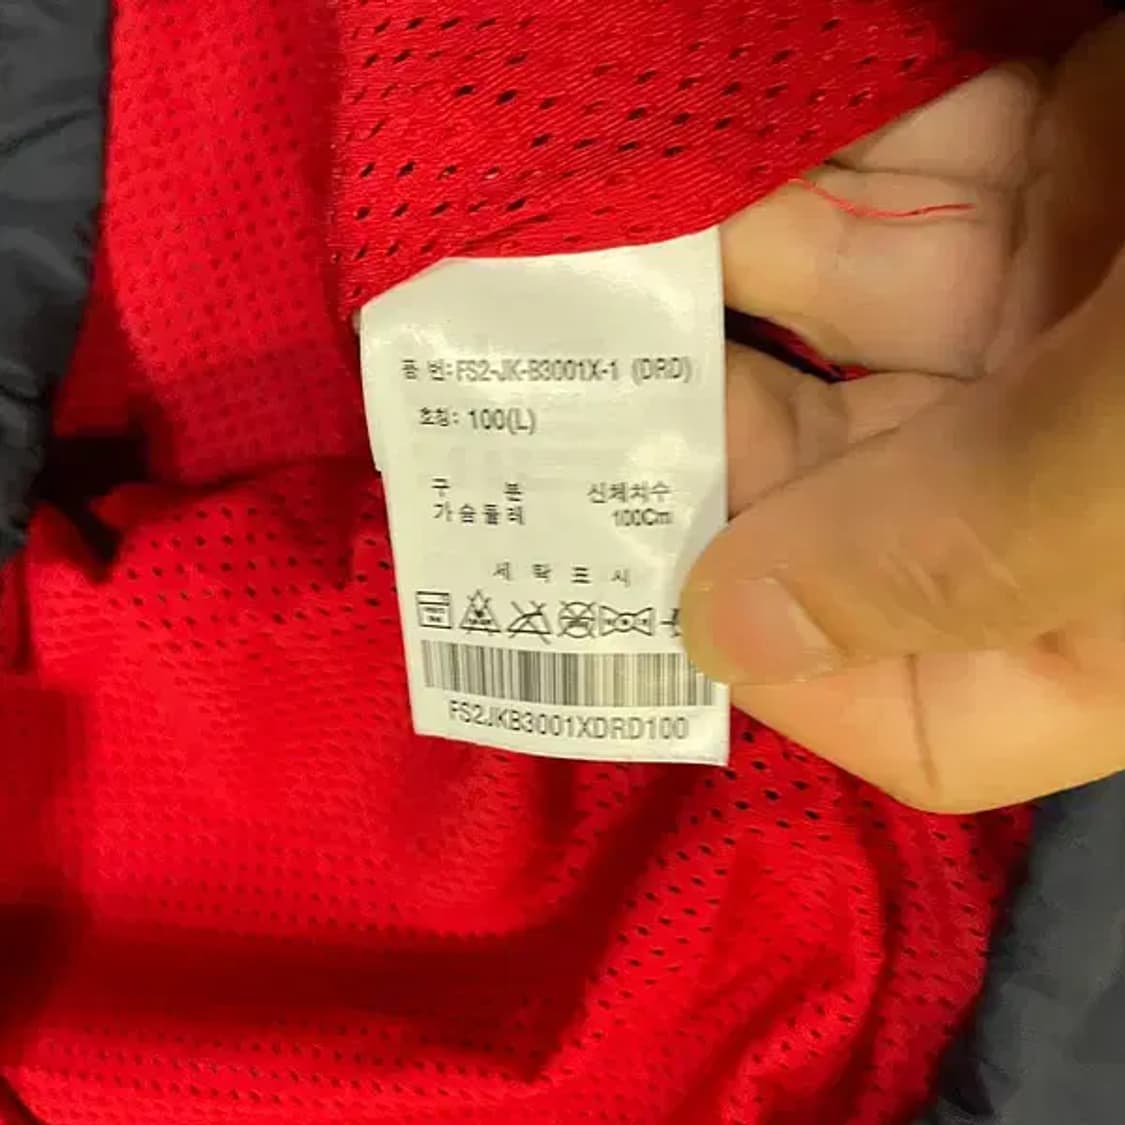 품 번: FS2-JK-B3001X-1 (DRD)
호칭: 100(L)
구 분 신체치수
가슴둘레 100Cm
세 탁 표 시
FS2JKB3001XDRD100